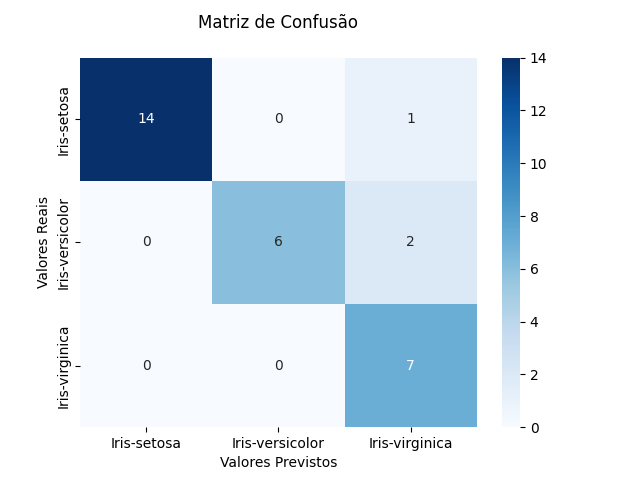 Matriz de Confusão
Iris-setosa
Iris-versicolor
Iris-virginica
Valores Reais
14 0 1
0 6 2
0 0 7
Iris-setosa Iris-versicolor Iris-virginica
Valores Previstos
14
12
10
8
6
4
2
0